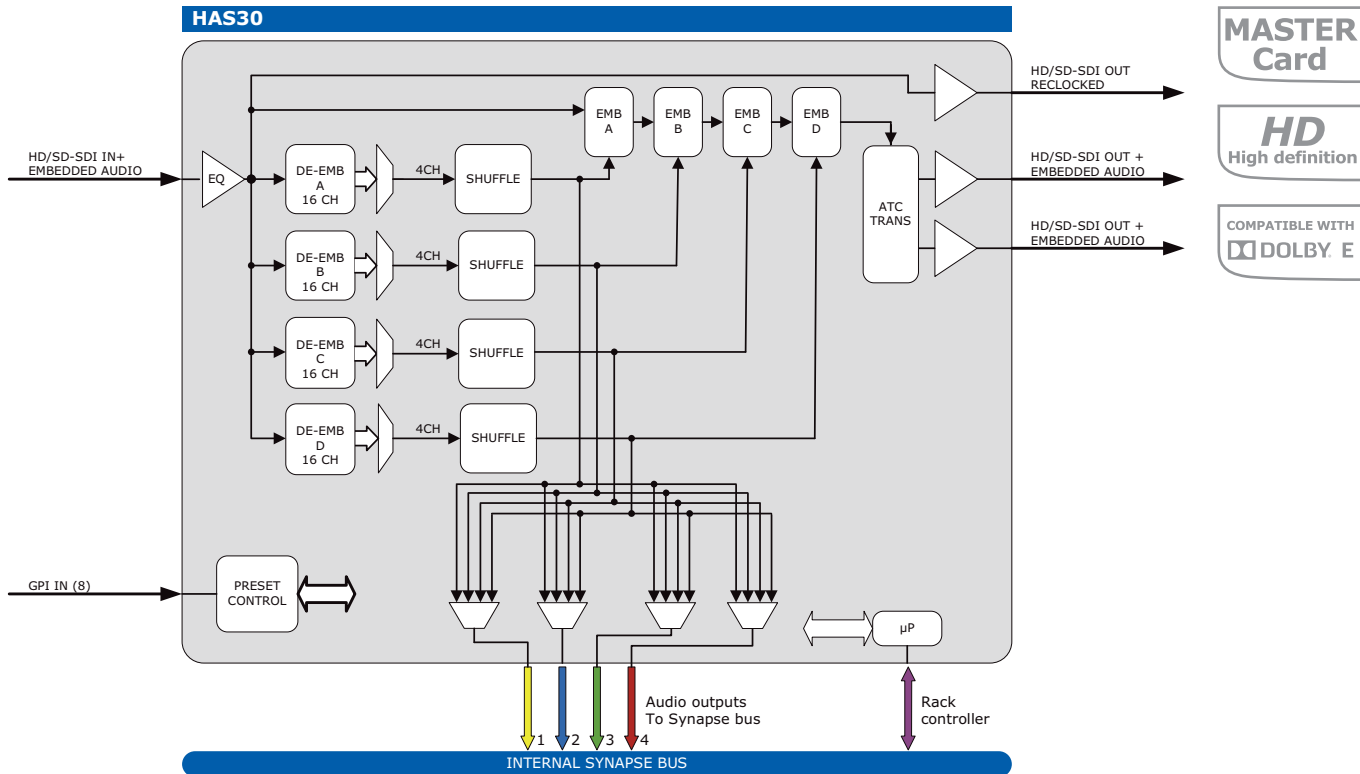 HAS30
MASTER
Card
HD
High definition
COMPATIBLE WITH
DOLBY E
HD/SD-SDI IN+
EMBEDDED AUDIO
EQ
DE-EMB
A
16 CH
4CH
SHUFFLE
DE-EMB
B
16 CH
4CH
SHUFFLE
DE-EMB
C
16 CH
4CH
SHUFFLE
DE-EMB
D
16 CH
4CH
SHUFFLE
EMB
A
EMB
B
EMB
C
EMB
D
ATC
TRANS
HD/SD-SDI OUT
RECLOCKED
HD/SD-SDI OUT +
EMBEDDED AUDIO
HD/SD-SDI OUT +
EMBEDDED AUDIO
GPI IN (8)
PRESET
CONTROL
µP
1
2
3
4
Audio outputs
To Synapse bus
Rack
controller
INTERNAL SYNAPSE BUS